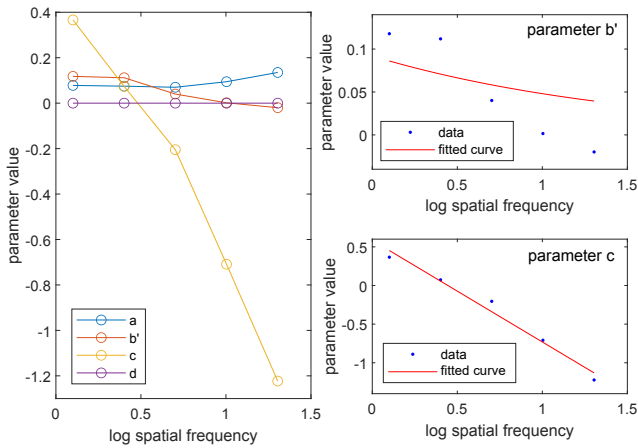 0.4
0.2
0
-0.2
-0.4
-0.6
-0.8
-1
-1.2
parameter value
a
b'
c
d
0 0.5 1 1.5
log spatial frequency
parameter b'
0.1
0.05
0
parameter value
data
fitted curve
0 0.5 1 1.5
log spatial frequency
parameter c
0.5
0
-0.5
-1
parameter value
data
fitted curve
0 0.5 1 1.5
log spatial frequency